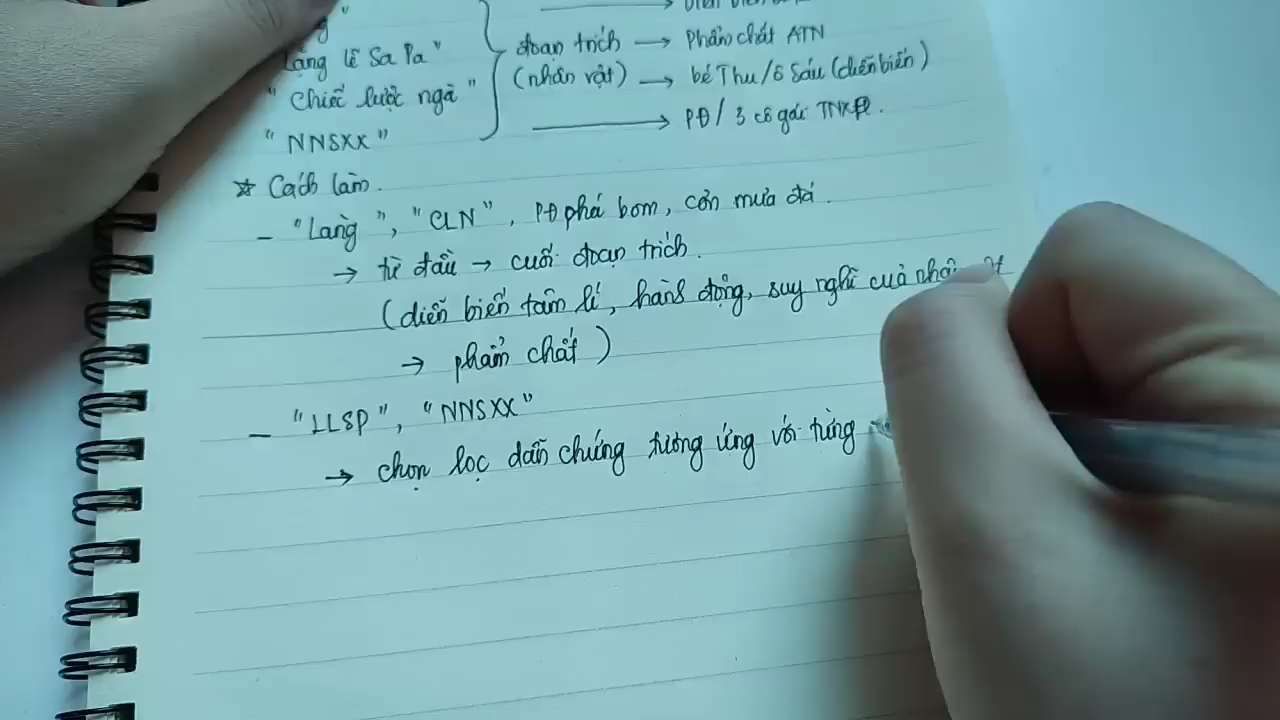 "Lặng lẽ Sa Pa"
đoạn trích → Phẩm chất ATN
"Chiếc lược ngà"
(nhân vật) → bé Thu/ô Sáu (diễn biến)
"NNSXX"
→ PĐ/ 3 cô gái TNXP.
☆ Cách làm.
- "Làng", "CLN", PĐ phá bom, cơn mưa đá.
→ từ đầu → cuối đoạn trích.
(diễn biến tâm lí, hành động, suy nghĩ của
→ phẩm chất)
- "LLSP", "NNSXX"
→ chọn lọc dẫn chứng tương ứng với từng